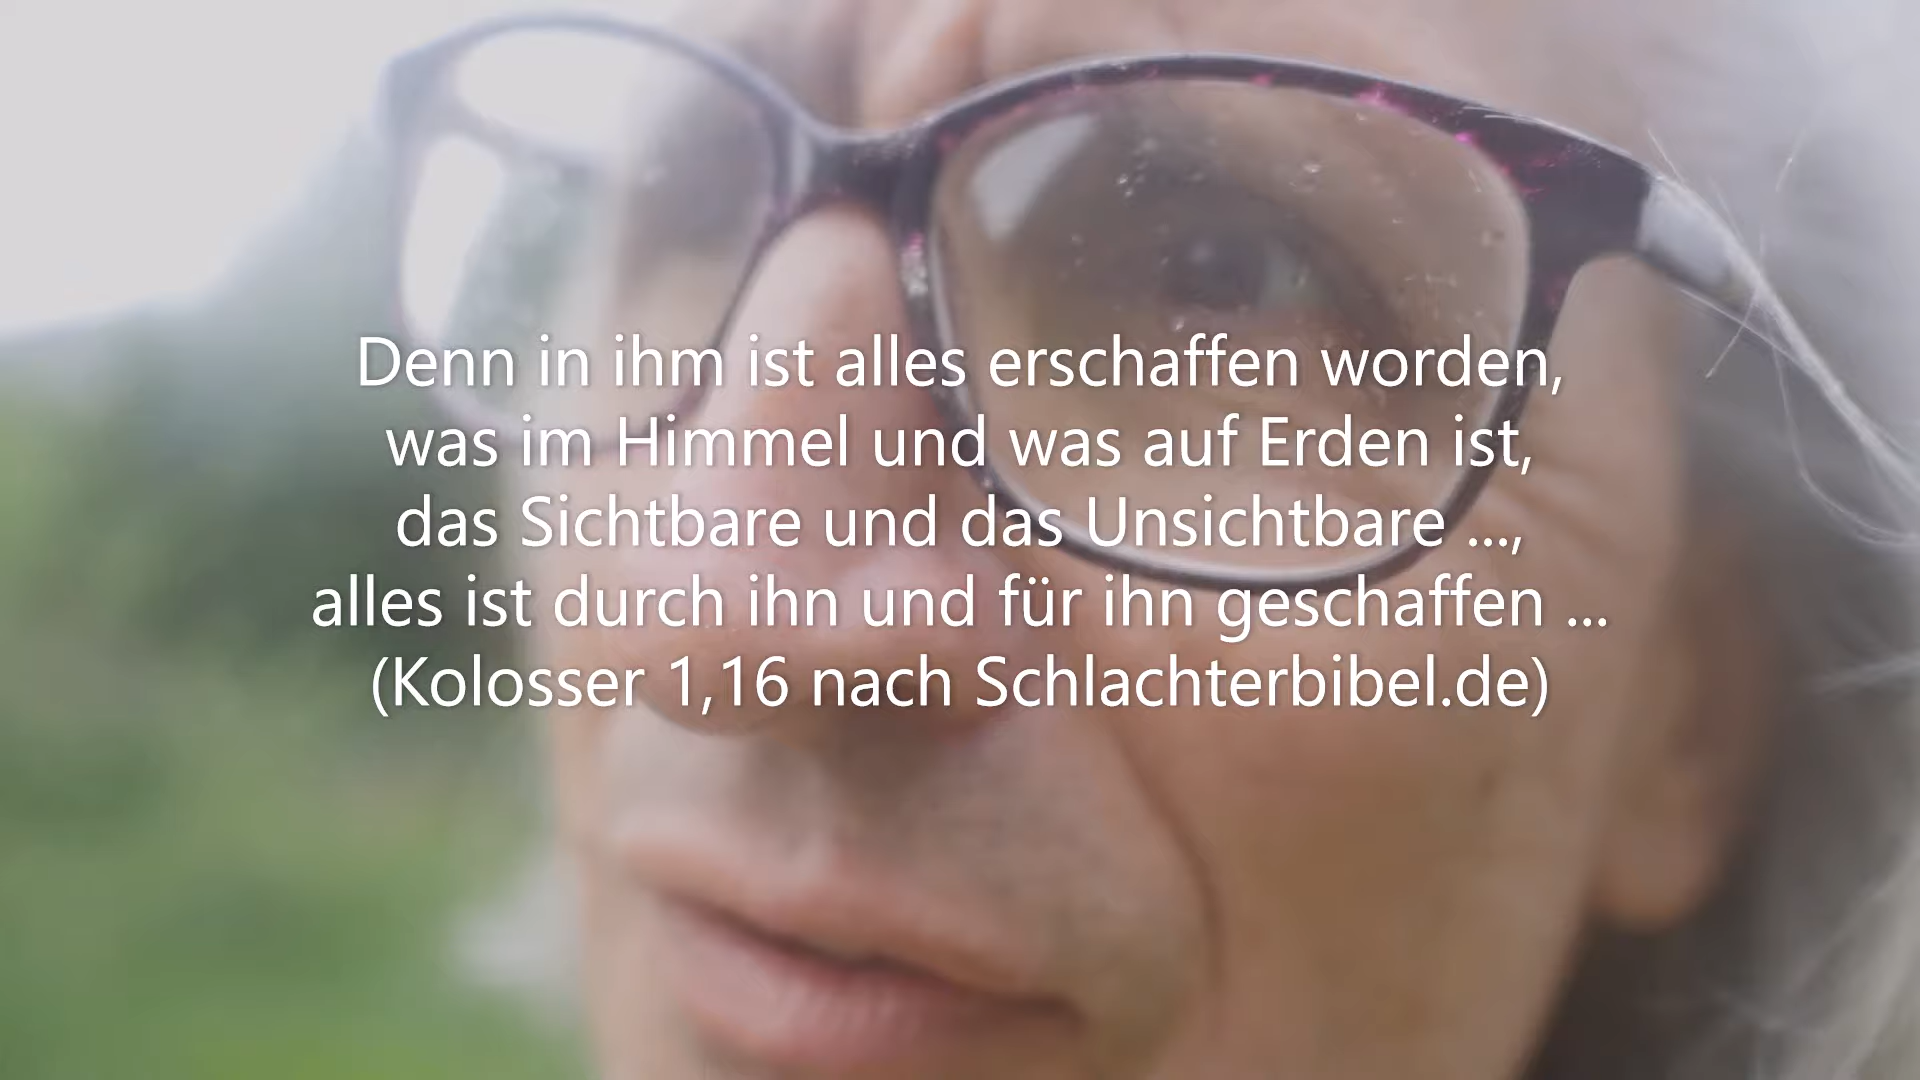 Denn in ihm ist alles erschaffen worden,
was im Himmel und was auf Erden ist,
das Sichtbare und das Unsichtbare ...,
alles ist durch ihn und für ihn geschaffen ...
(Kolosser 1,16 nach Schlachterbibel.de)